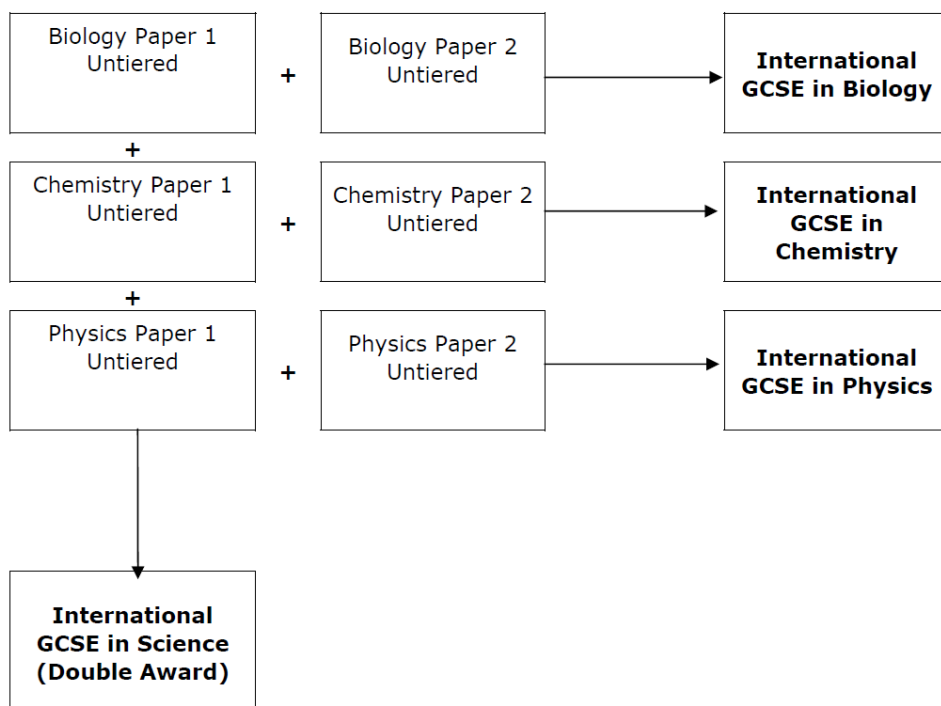 Biology Paper 1
Untiered
+
Biology Paper 2
Untiered
International
GCSE in Biology
+
Chemistry Paper 1
Untiered
+
Chemistry Paper 2
Untiered
International
GCSE in
Chemistry
+
Physics Paper 1
Untiered
+
Physics Paper 2
Untiered
International
GCSE in Physics
International
GCSE in Science
(Double Award)